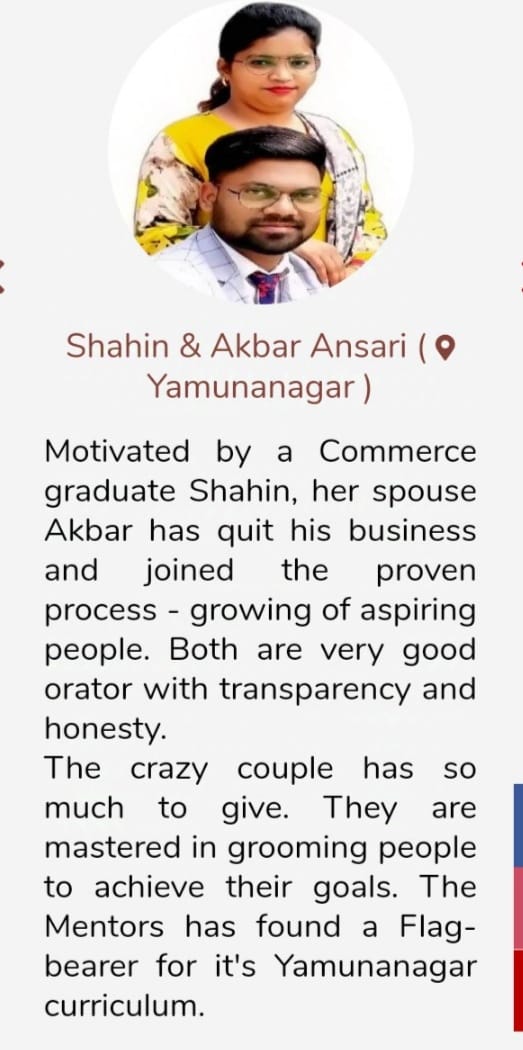 Shahin & Akbar Ansari (
Yamunanagar )
Motivated by a Commerce
graduate Shahin, her spouse
Akbar has quit his business
and joined the proven
process - growing of aspiring
people. Both are very good
orator with transparency and
honesty.
The crazy couple has so
much to give. They are
mastered in grooming people
to achieve their goals. The
Mentors has found a Flag-
bearer for it's Yamunanagar
curriculum.